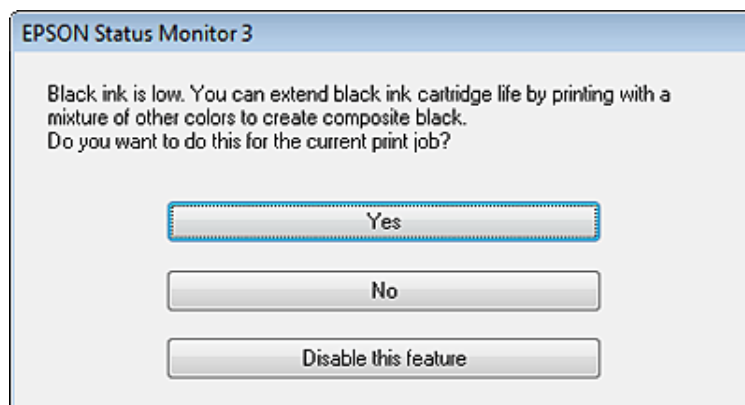 EPSON Status Monitor 3
Black ink is low. You can extend black ink cartridge life by printing with a
mixture of other colors to create composite black.
Do you want to do this for the current print job?
Yes
No
Disable this feature